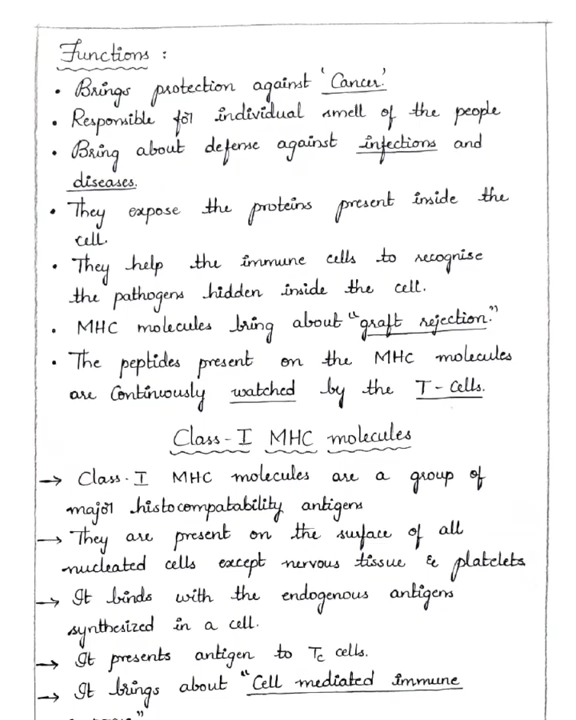 Functions :
• Brings protection against 'Cancer'
• Responsible for individual smell of the people
• Bring about defense against infections and
diseases.
• They expose the proteins present inside the
cell.
• They help the immune cells to recognise
the pathogens hidden inside the cell.
• MHC molecules bring about "graft rejection."
• The peptides present on the MHC molecules
are Continuously watched by the T-Cells.
Class-I MHC molecules
→ Class-I MHC molecules are a group of
major histocompatability antigens
→ They are present on the surface of all
nucleated cells except nervous tissue & platelets
→ It binds with the endogenous antigens
synthesized in a cell.
→ It presents antigen to Tc cells.
→ It brings about "Cell mediated immune